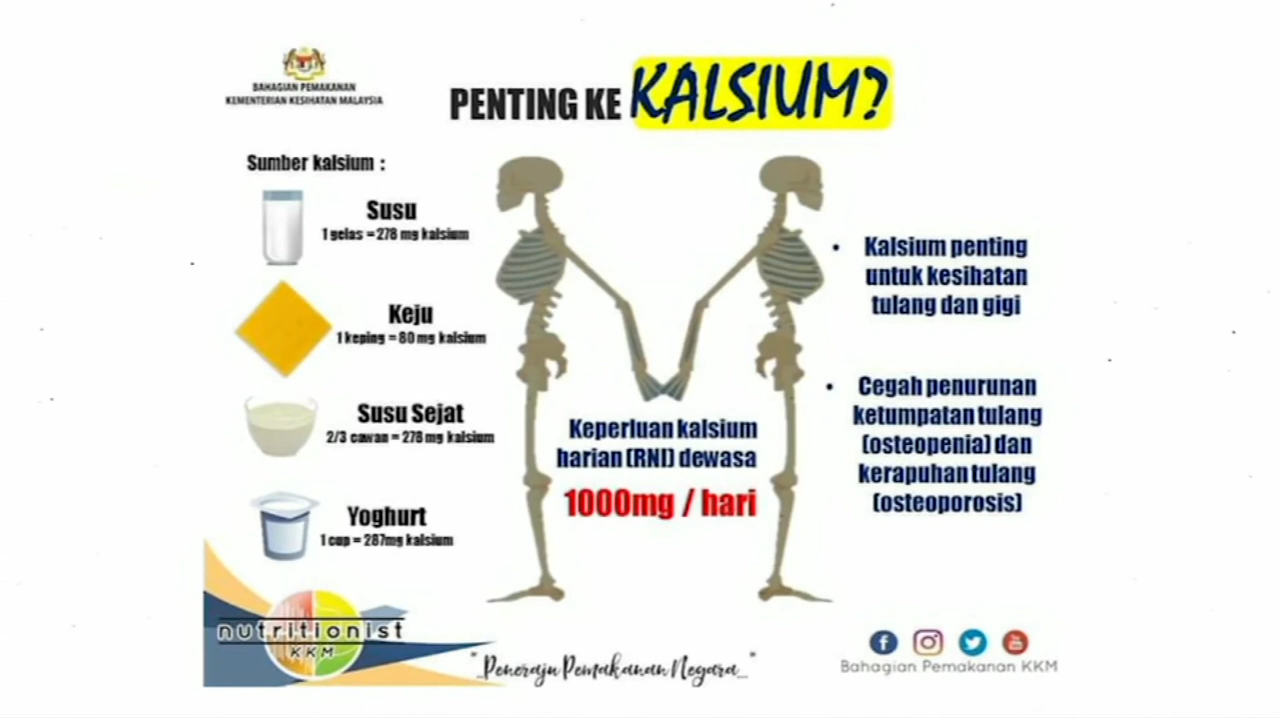 BAHAGIAN PEMAKANAN
KEMENTERIAN KESIHATAN MALAYSIA
PENTING KE KALSIUM?
Sumber kalsium :
Susu
1 gelas = 278 mg kalsium
Keju
1 keping = 80 mg kalsium
Susu Sejat
2/3 cawan = 278 mg kalsium
Yoghurt
1 cup = 287mg kalsium
Keperluan kalsium
harian (RNI) dewasa
1000mg / hari
• Kalsium penting
untuk kesihatan
tulang dan gigi
• Cegah penurunan
ketumpatan tulang
(osteopenia) dan
kerapuhan tulang
(osteoporosis)
nutritionist
KKM
"_Peneraju Pemakanan Negara_"
Bahagian Pemakanan KKM